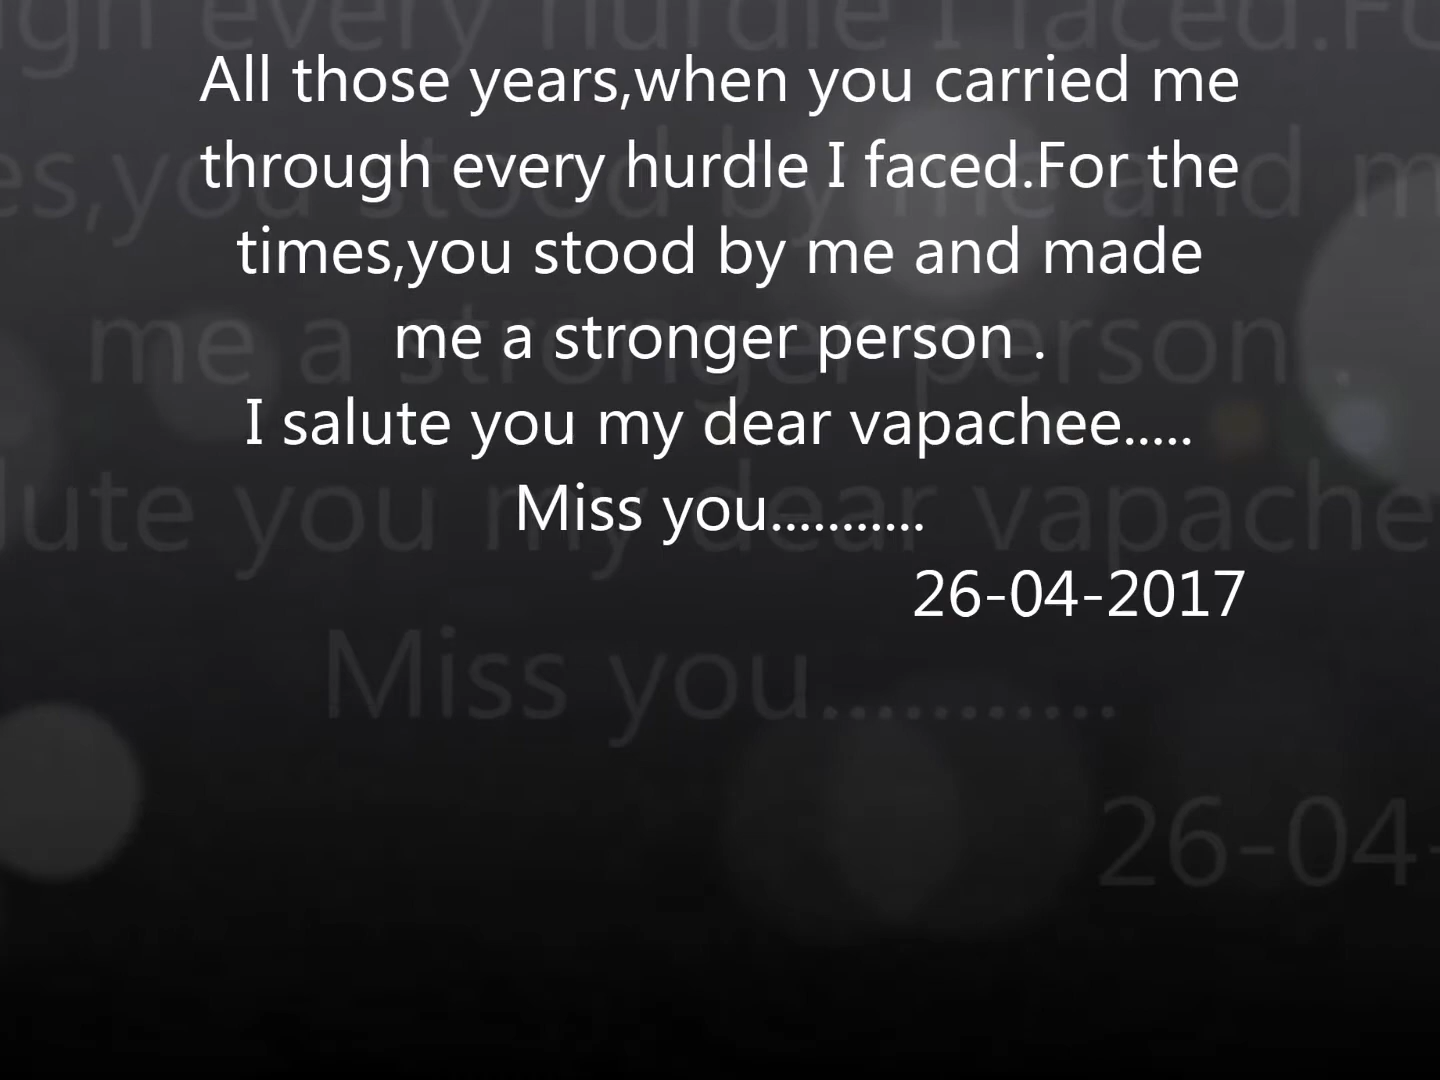 All those years,when you carried me
through every hurdle I faced.For the
times,you stood by me and made
me a stronger person .
I salute you my dear vapachee.....
Miss you...........
26-04-2017